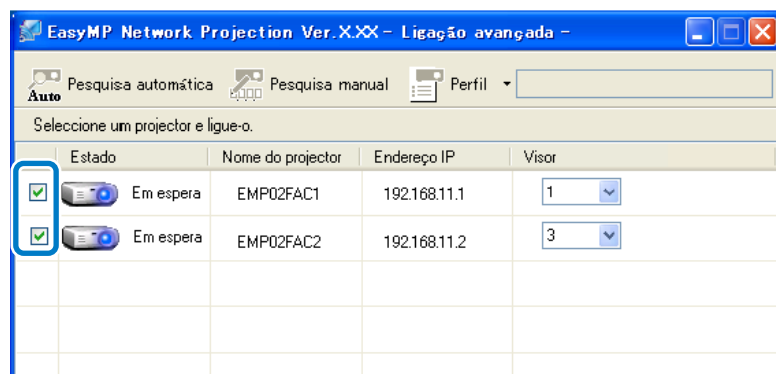 EasyMP Network Projection Ver.X.XX - Ligação avançada -
Auto Pesquisa automática Pesquisa manual Perfil
Seleccione um projector e ligue-o.
Estado Nome do projector Endereço IP Visor
Em espera EMP02FAC1 192.168.11.1 1
Em espera EMP02FAC2 192.168.11.2 3